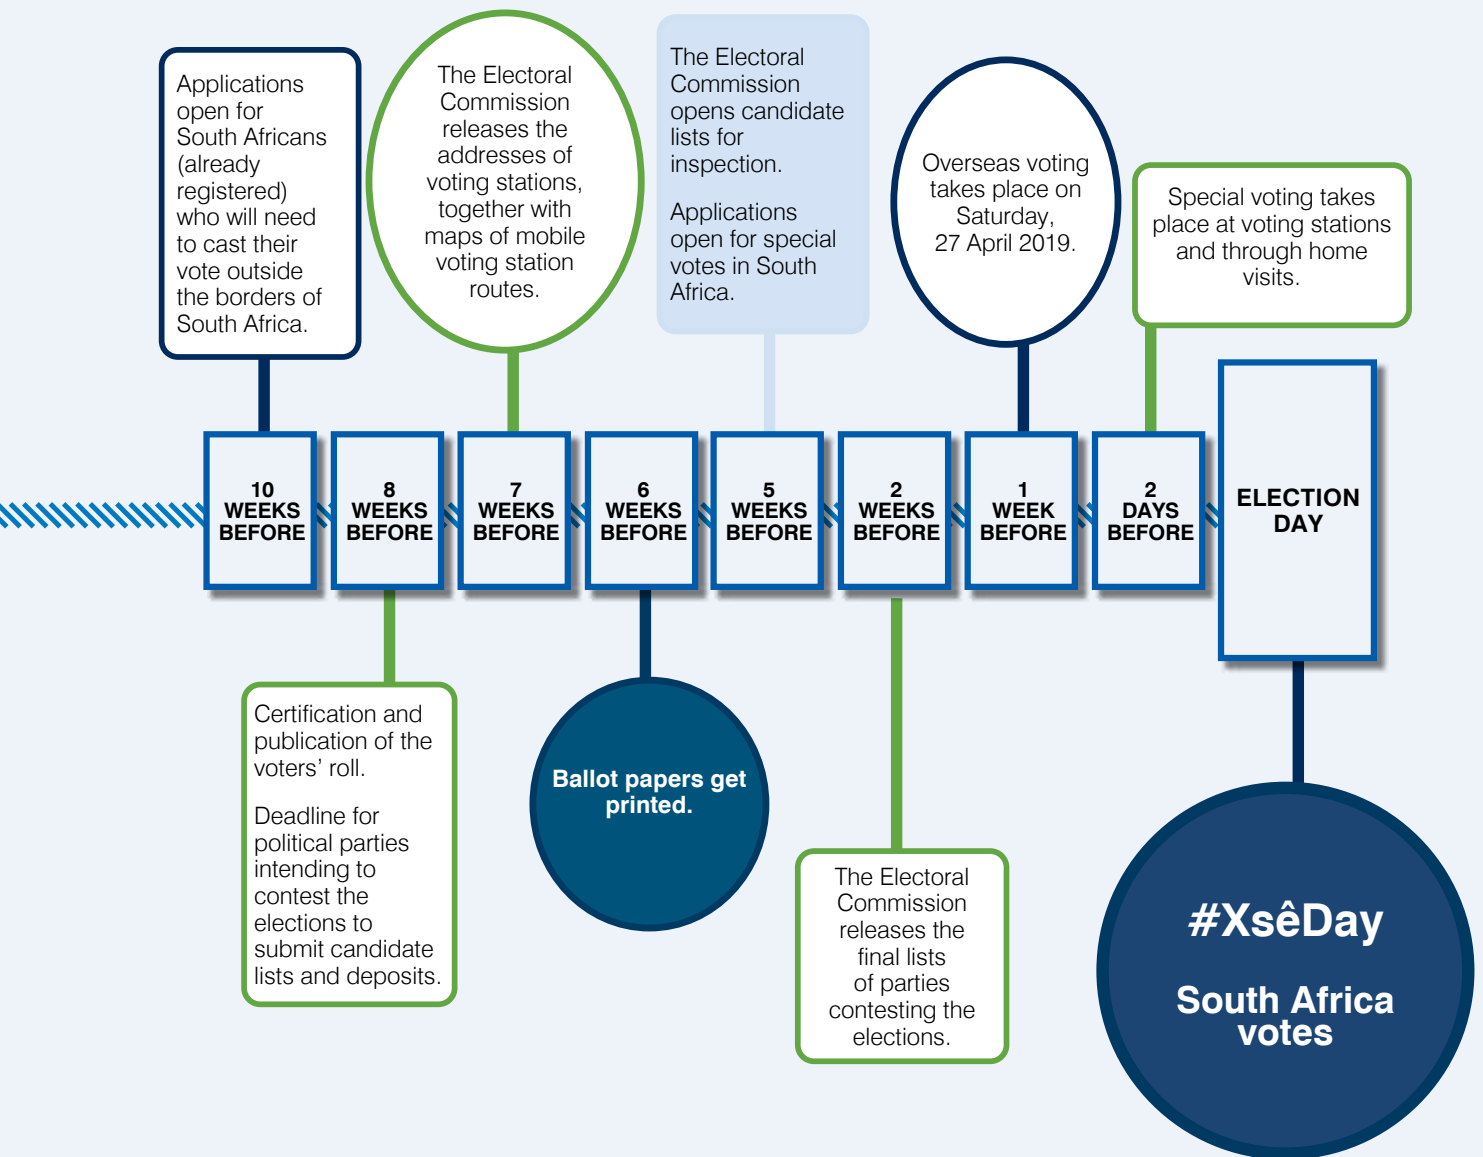 Applications
open for
South Africans
(already
registered)
who will need
to cast their
vote outside
the borders of
South Africa.
The Electoral
Commission
releases the
addresses of
voting stations,
together with
maps of mobile
voting station
routes.
The Electoral
Commission
opens candidate
lists for
inspection.
Applications
open for special
votes in South
Africa.
Overseas voting
takes place on
Saturday,
27 April 2019.
Special voting takes
place at voting stations
and through home
visits.
10
WEEKS
BEFORE
8
WEEKS
BEFORE
7
WEEKS
BEFORE
6
WEEKS
BEFORE
5
WEEKS
BEFORE
2
WEEKS
BEFORE
1
WEEK
BEFORE
2
DAYS
BEFORE
ELECTION
DAY
Certification and
publication of the
voters’ roll.
Deadline for
political parties
intending to
contest the
elections to
submit candidate
lists and deposits.
Ballot papers get
printed.
The Electoral
Commission
releases the
final lists
of parties
contesting the
elections.
#XsêDay
South Africa
votes